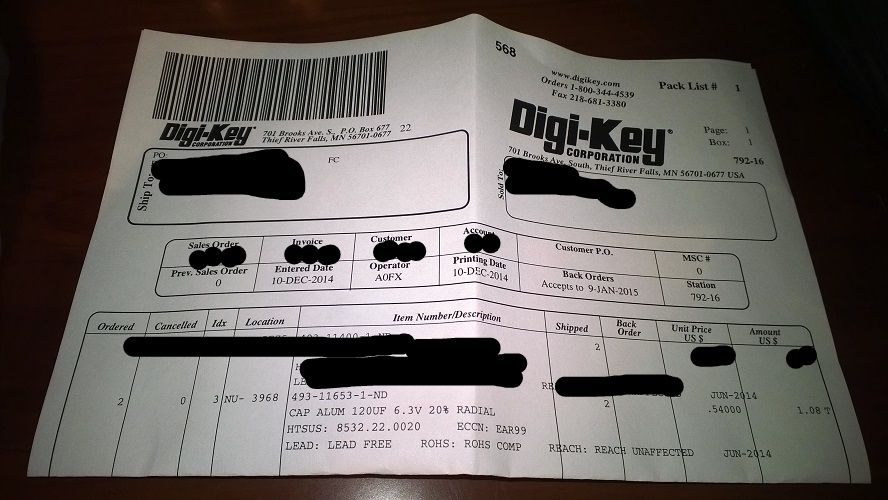 568
www.digikey.com
Orders 1-800-344-4539
Fax 218-681-3380
Pack List # 1
Digi-Key®
CORPORATION
701 Brooks Ave. S., P.O. Box 677
Thief River Falls, MN 56701-0677
22
Digi-Key®
CORPORATION
701 Brooks Ave. South, Thief River Falls, MN 56701-0677 USA
Page: 1
Box: 1
792-16
Ship To:
PO:
FC
Sold To:
Sales Order Invoice Customer Account Customer P.O. MSC #
0
Prev. Sales Order Entered Date Operator Printing Date Back Orders Station
0 10-DEC-2014 A0FX 10-DEC-2014 Accepts to 9-JAN-2015 792-16
Ordered Cancelled Idx Location Item Number/Description Shipped Back Order Unit Price US $ Amount US $
493-11400-1-ND 2
LE
RE
JUN-2014
2 0 3 NU- 3968 493-11653-1-ND 2 .54000 1.08 T
CAP ALUM 120UF 6.3V 20% RADIAL
HTSUS: 8532.22.0020 ECCN: EAR99
LEAD: LEAD FREE ROHS: ROHS COMP REACH: REACH UNAFFECTED JUN-2014